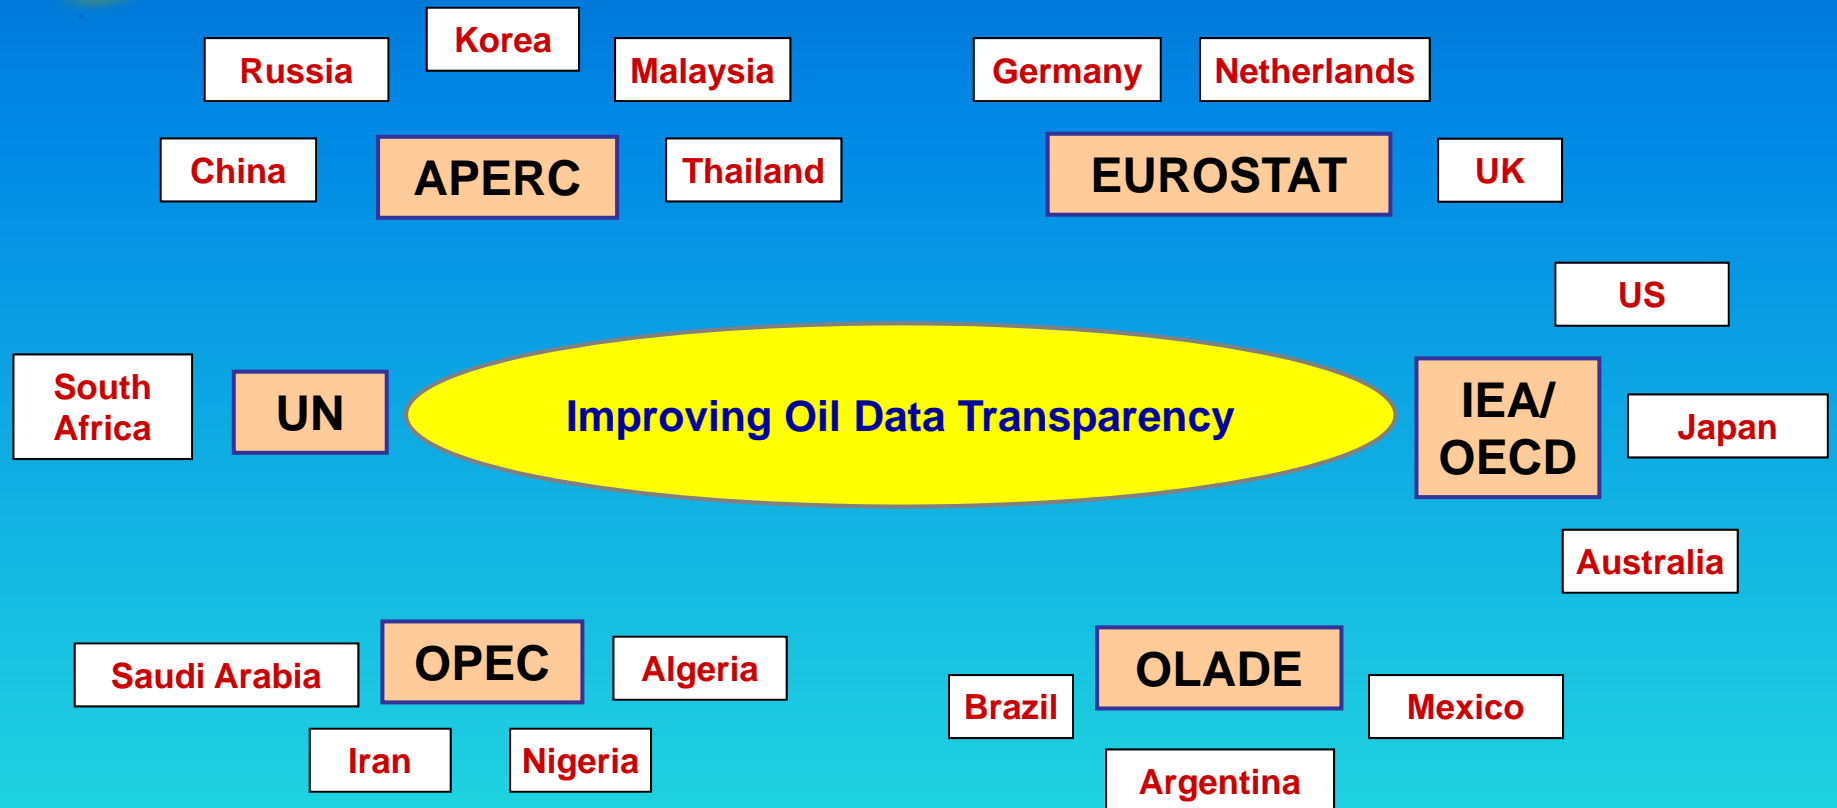 Korea
Russia
Malaysia
Germany
Netherlands
China
APERC
Thailand
EUROSTAT
UK
US
South
Africa
UN
Improving Oil Data Transparency
IEA/
OECD
Japan
Australia
Saudi Arabia
OPEC
Algeria
Iran
Nigeria
OLADE
Brazil
Mexico
Argentina